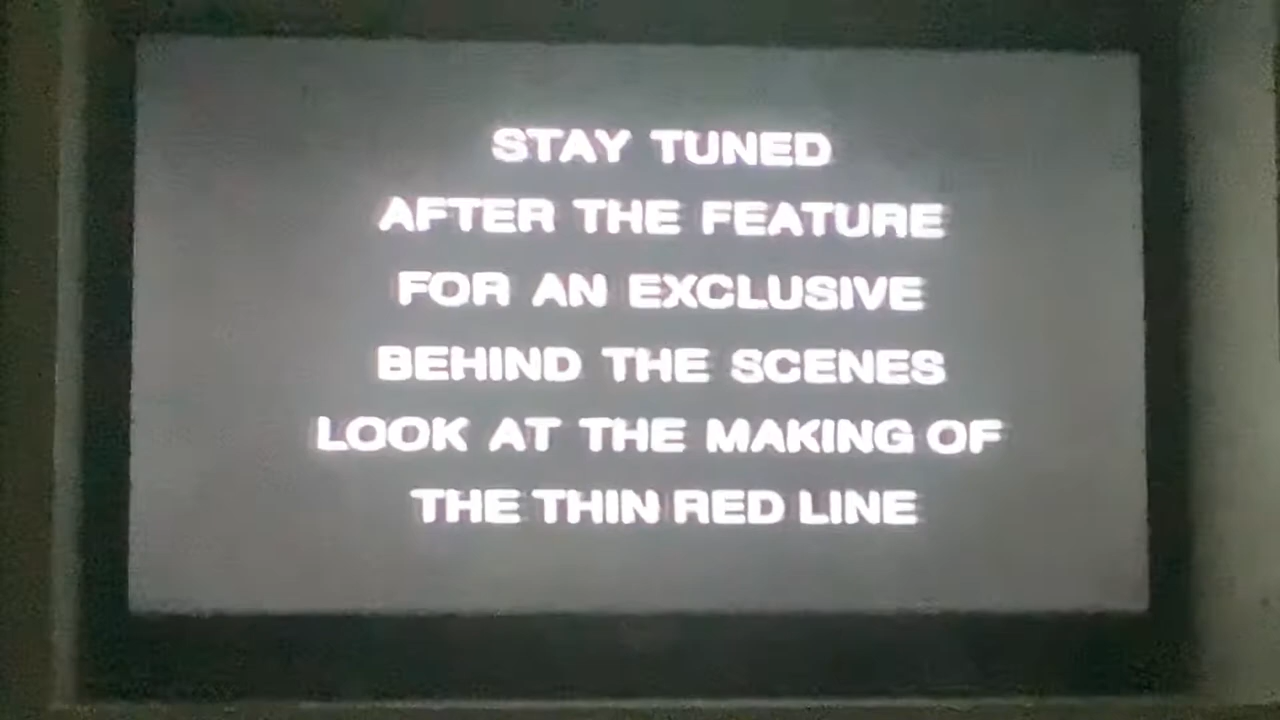 STAY TUNED
AFTER THE FEATURE
FOR AN EXCLUSIVE
BEHIND THE SCENES
LOOK AT THE MAKING OF
THE THIN RED LINE